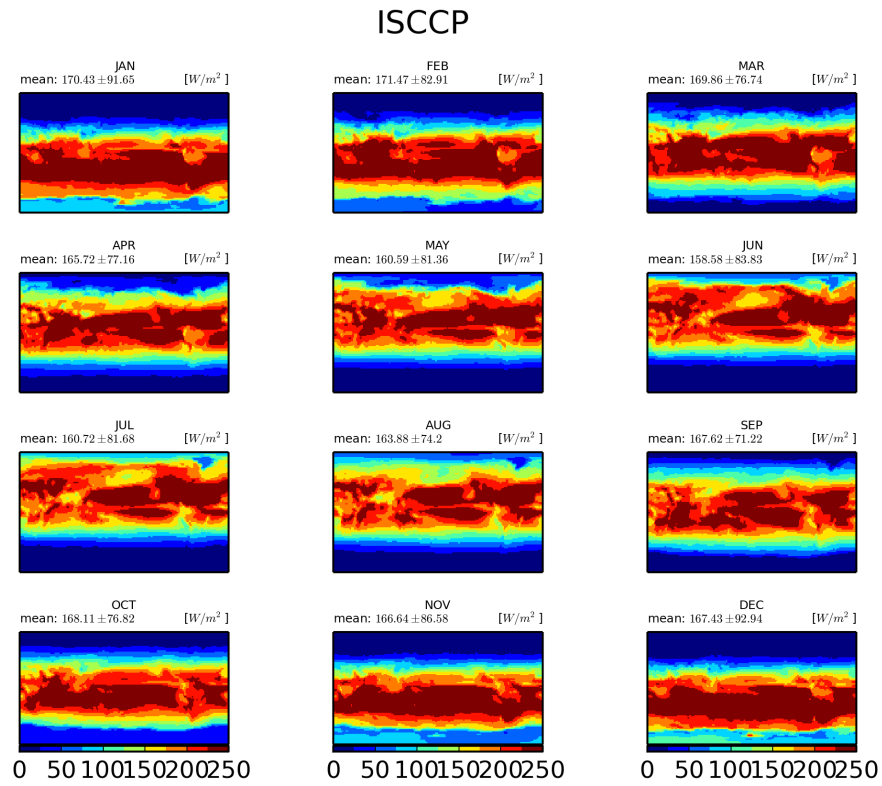 ISCCP
JAN FEB MAR
mean: 170.43 ±91.65 [W/m² ] mean: 171.47 ±82.91 [W/m² ] mean: 169.86 ±76.74 [W/m² ]
APR MAY JUN
mean: 165.72 ±77.16 [W/m² ] mean: 160.59 ±81.36 [W/m² ] mean: 158.58 ±83.83 [W/m² ]
JUL AUG SEP
mean: 160.72 ±81.68 [W/m² ] mean: 163.88 ±74.2 [W/m² ] mean: 167.62 ±71.22 [W/m² ]
OCT NOV DEC
mean: 168.11 ±76.82 [W/m² ] mean: 166.64 ±86.58 [W/m² ] mean: 167.43 ±92.94 [W/m² ]
0 50 100 150 200 250 0 50 100 150 200 250 0 50 100 150 200 250